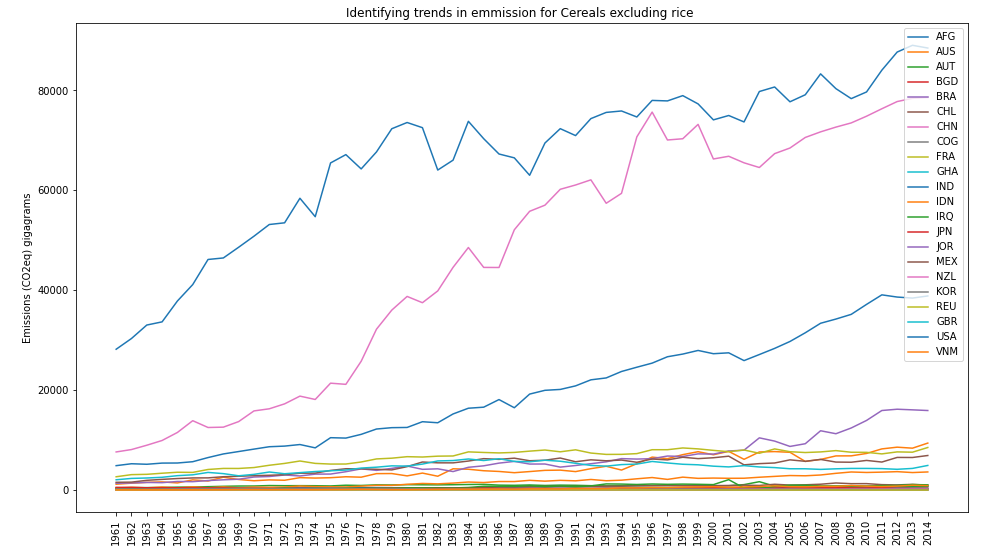 Identifying trends in emmission for Cereals excluding rice
Emissions (CO2eq) gigagrams
80000
60000
40000
20000
0
AFG
AUS
AUT
BGD
BRA
CHL
CHN
COG
FRA
GHA
IND
IDN
IRQ
JPN
JOR
MEX
NZL
KOR
REU
GBR
USA
VNM
1961 1962 1963 1964 1965 1966 1967 1968 1969 1970 1971 1972 1973 1974 1975 1976 1977 1978 1979 1980 1981 1982 1983 1984 1985 1986 1987 1988 1989 1990 1991 1992 1993 1994 1995 1996 1997 1998 1999 2000 2001 2002 2003 2004 2005 2006 2007 2008 2009 2010 2011 2012 2013 2014